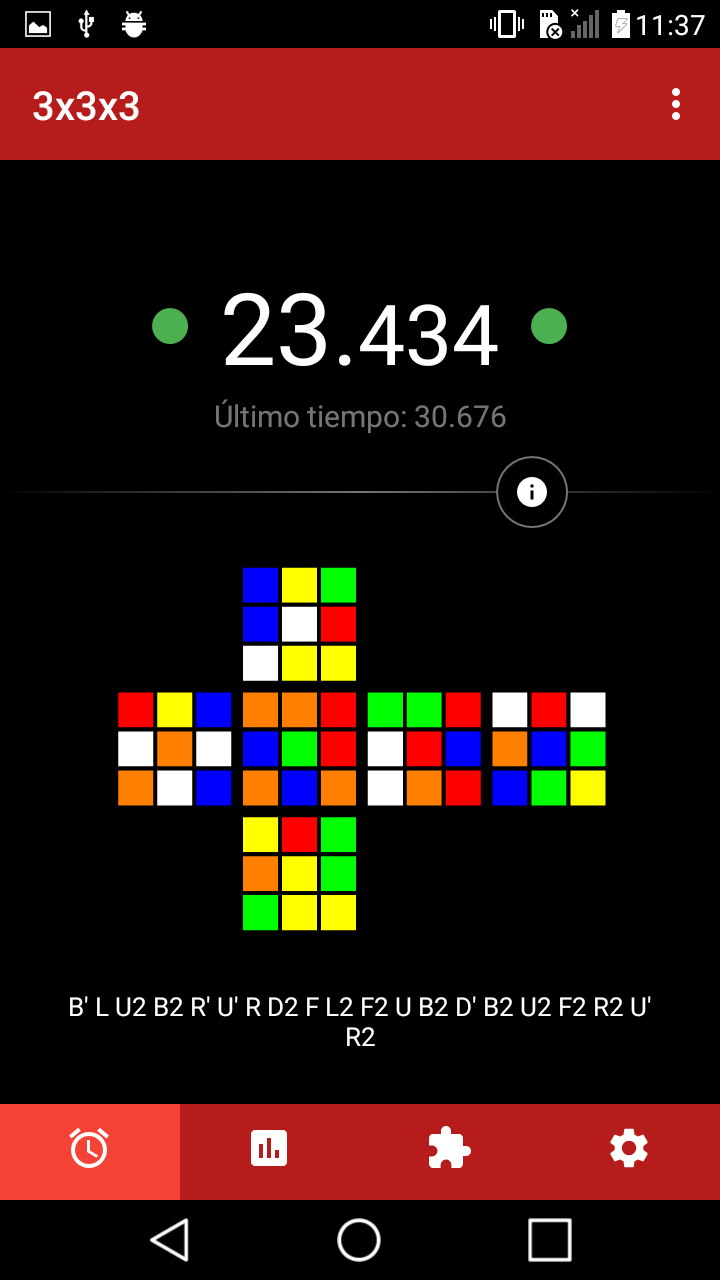 11:37
3x3x3
23.434
Último tiempo: 30.676
B' L U2 B2 R' U' R D2 F L2 F2 U B2 D' B2 U2 F2 R2 U'
R2